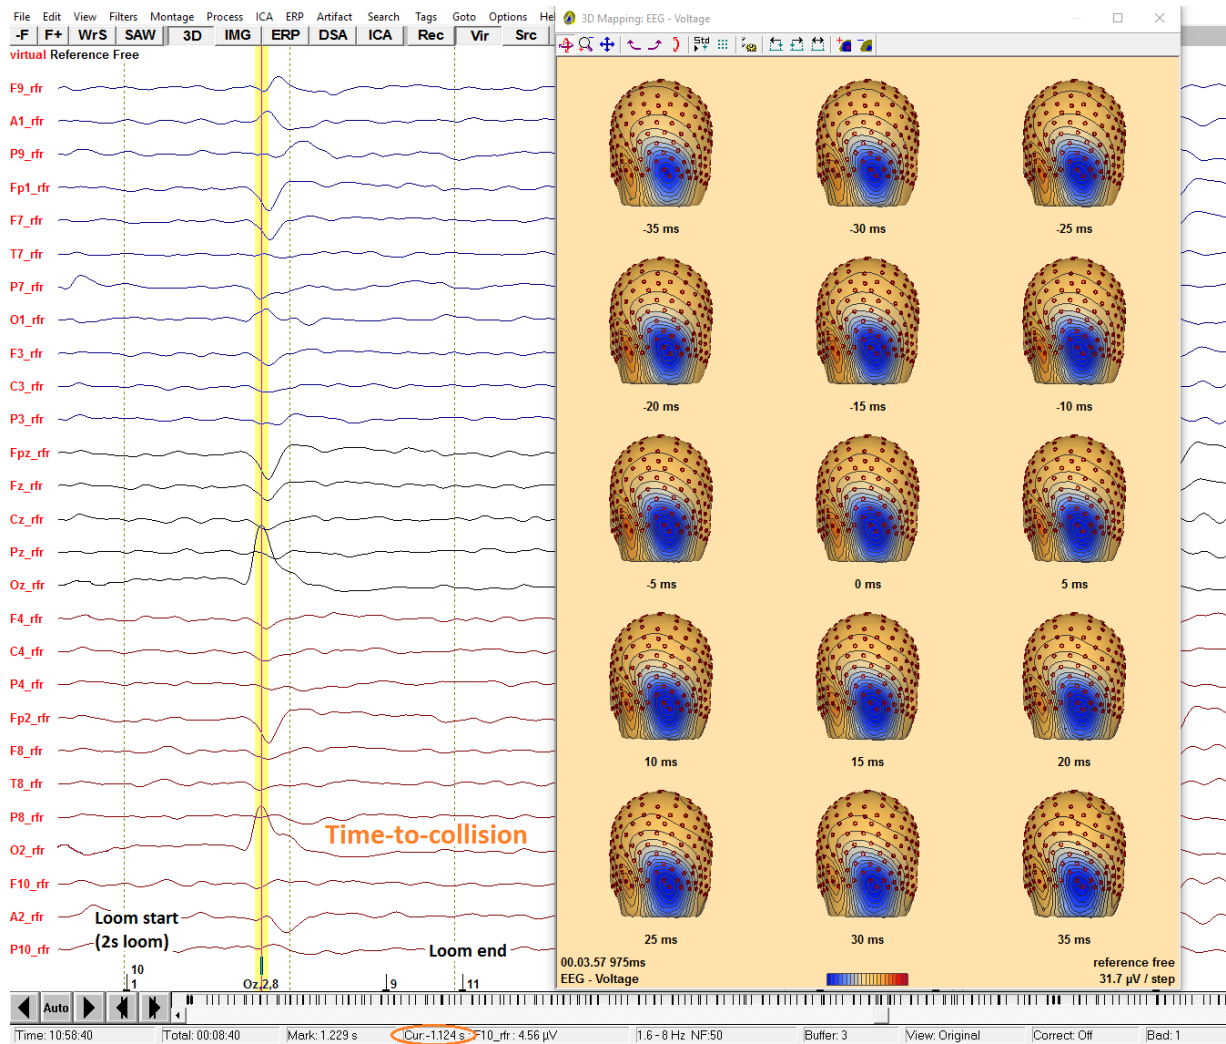 File Edit View Filters Montage Process ICA ERP Artifact Search Tags Goto Options Hel
3D Mapping: EEG - Voltage
-F F+ WrS SAW 3D IMG ERP DSA ICA Rec Vir Src
Std
virtual Reference Free
F9_rfr
A1_rfr
P9_rfr
Fp1_rfr
F7_rfr
T7_rfr
P7_rfr
O1_rfr
F3_rfr
C3_rfr
P3_rfr
Fpz_rfr
Fz_rfr
Cz_rfr
Pz_rfr
Oz_rfr
F4_rfr
C4_rfr
P4_rfr
Fp2_rfr
F8_rfr
T8_rfr
P8_rfr
O2_rfr
F10_rfr
A2_rfr
P10_rfr
Time-to-collision
Loom start
(2s loom)
Loom end
10
1 Oz,2,8 9 11
-35 ms -30 ms -25 ms
-20 ms -15 ms -10 ms
-5 ms 0 ms 5 ms
10 ms 15 ms 20 ms
25 ms 30 ms 35 ms
00.03.57 975ms reference free
EEG - Voltage 31.7 µV / step
Auto
Time: 10:58:40 Total: 00:08:40 Mark: 1.229 s Cur:-1.124 s F10_rfr : 4.56 µV 1.6 - 8 Hz NF:50 Buffer: 3 View: Original Correct: Off Bad: 1